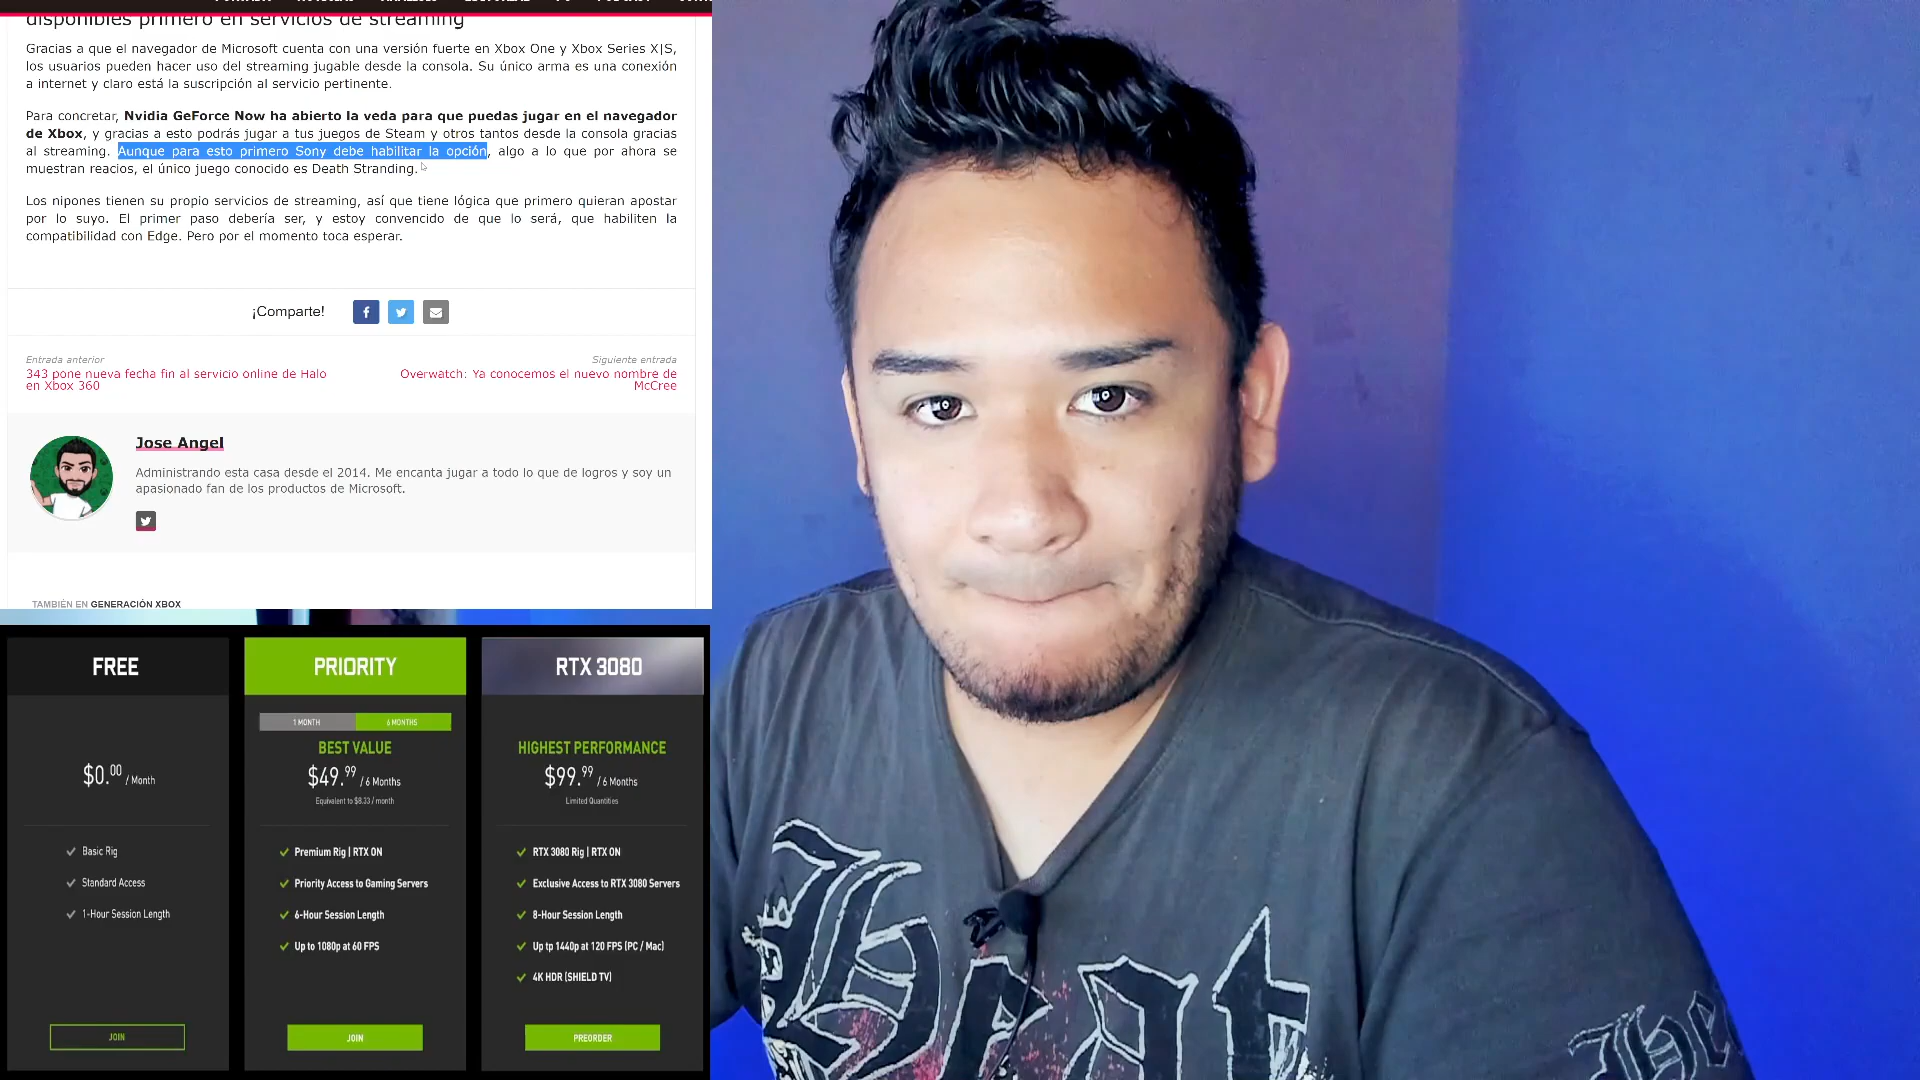 disponibles primero en servicios de streaming
Gracias a que el navegador de Microsoft cuenta con una versión fuerte en Xbox One y Xbox Series X|S,
los usuarios pueden hacer uso del streaming jugable desde la consola. Su único arma es una conexión
a internet y claro está la suscripción al servicio pertinente.
Para concretar, Nvidia GeForce Now ha abierto la veda para que puedas jugar en el navegador
de Xbox, y gracias a esto podrás jugar a tus juegos de Steam y otros tantos desde la consola gracias
al streaming. Aunque para esto primero Sony debe habilitar la opción, algo a lo que por ahora se
muestran reacios, el único juego conocido es Death Stranding.
Los nipones tienen su propio servicios de streaming, así que tiene lógica que primero quieran apostar
por lo suyo. El primer paso debería ser, y estoy convencido de que lo será, que habiliten la
compatibilidad con Edge. Pero por el momento toca esperar.
¡Comparte!
Entrada anterior
343 pone nueva fecha fin al servicio online de Halo
en Xbox 360
Siguiente entrada
Overwatch: Ya conocemos el nuevo nombre de
McCree
Jose Angel
Administrando esta casa desde el 2014. Me encanta jugar a todo lo que de logros y soy un
apasionado fan de los productos de Microsoft.
TAMBIÉN EN GENERACIÓN XBOX
FREE
$0.00 / Month
Basic Rig
Standard Access
1-Hour Session Length
JOIN
PRIORITY
1 MONTH
6 MONTHS
BEST VALUE
$49.99 / 6 Months
Equivalent to $8.33 / month
Premium Rig | RTX ON
Priority Access to Gaming Servers
6-Hour Session Length
Up to 1080p at 60 FPS
JOIN
RTX 3080
HIGHEST PERFORMANCE
$99.99 / 6 Months
Limited Quantities
RTX 3080 Rig | RTX ON
Exclusive Access to RTX 3080 Servers
8-Hour Session Length
Up tp 1440p at 120 FPS (PC / Mac)
4K HDR (SHIELD TV)
PREORDER